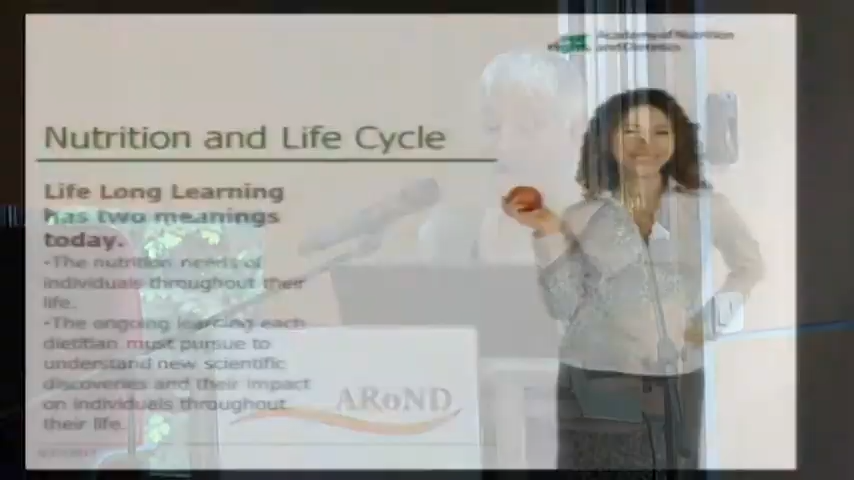 Academy of Nutrition
and Dietetics
Nutrition and Life Cycle
Life Long Learning
has two meanings
today.
•The nutrition needs of
individuals throughout their
life.
•The ongoing learning each
dietitian must pursue to
understand new scientific
discoveries and their impact
on individuals throughout
their life.
ARoND